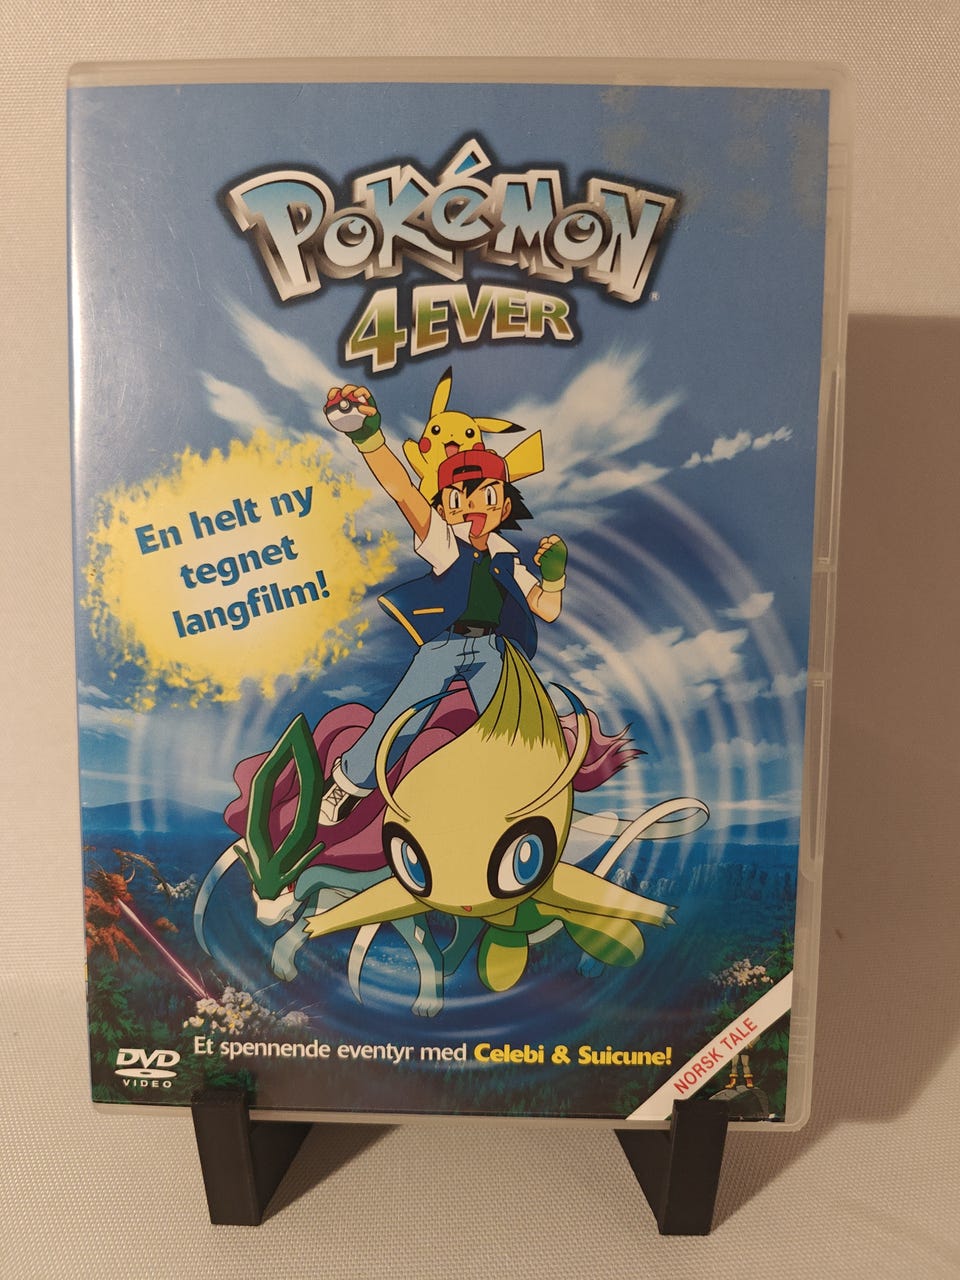 POKéMON
®
4EVER
En helt ny
tegnet
langfilm!
Et spennende eventyr med Celebi & Suicune!
DVD
VIDEO
NORSK TALE